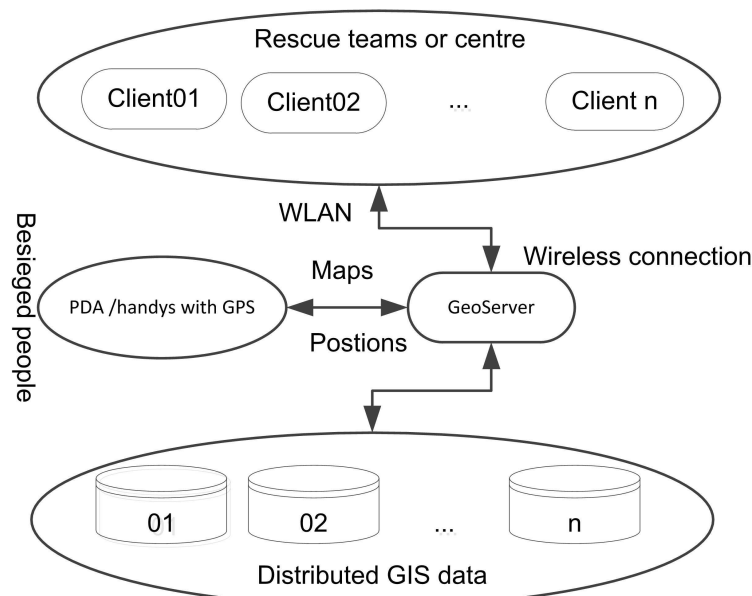 Rescue teams or centre
Client01
Client02
...
Client n
WLAN
Wireless connection
Besieged people
Maps
PDA /handys with GPS
GeoServer
Postions
01
02
...
n
Distributed GIS data